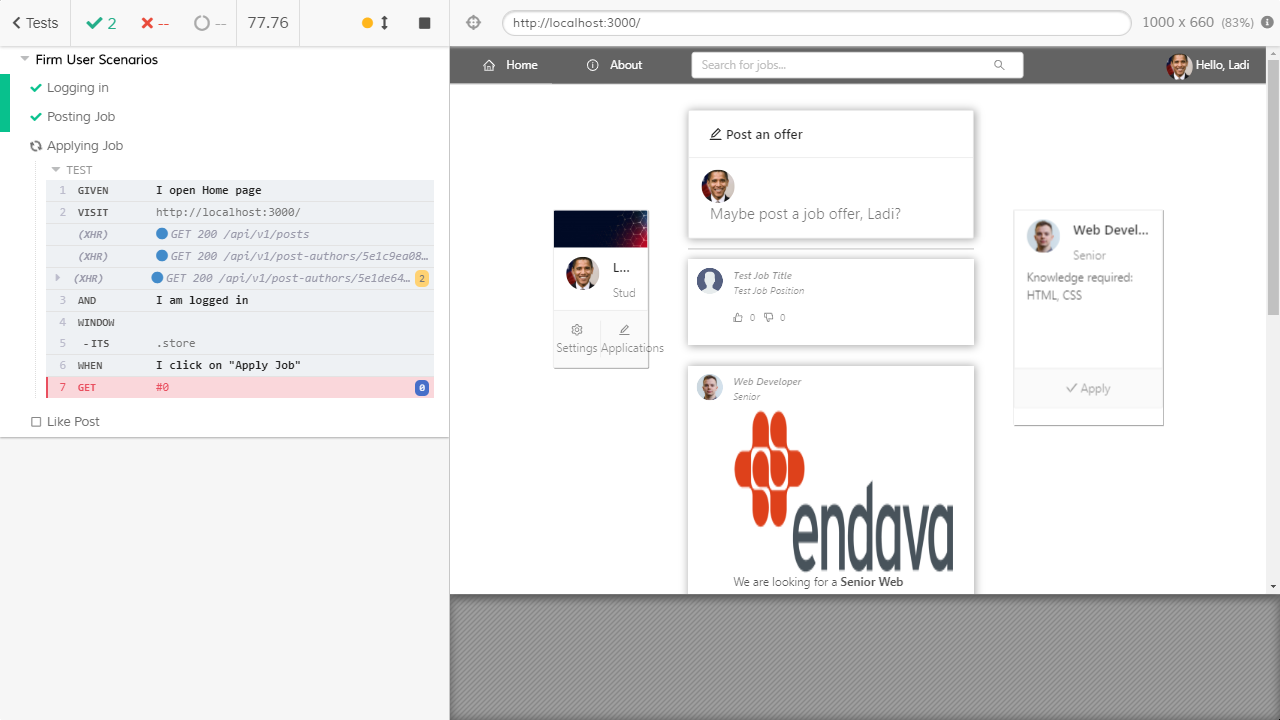 Tests
2
--
--
77.76
http://localhost:3000/
1000 x 660 (83%)
Firm User Scenarios
Logging in
Posting Job
Applying Job
TEST
1 GIVEN I open Home page
2 VISIT http://localhost:3000/
(XHR) GET 200 /api/v1/posts
(XHR) GET 200 /api/v1/post-authors/5e1c9ea08...
(XHR) GET 200 /api/v1/post-authors/5e1de64... 2
3 AND I am logged in
4 WINDOW
5 -ITS .store
6 WHEN I click on "Apply Job"
7 GET #0 0
Like Post
Home
About
Search for jobs...
Hello, Ladi
Post an offer
Maybe post a job offer, Ladi?
L...
Stud
Settings
Applications
Test Job Title
Test Job Position
0 0
Web Developer
Senior
endava
We are looking for a Senior Web
Web Devel...
Senior
Knowledge required:
HTML, CSS
Apply